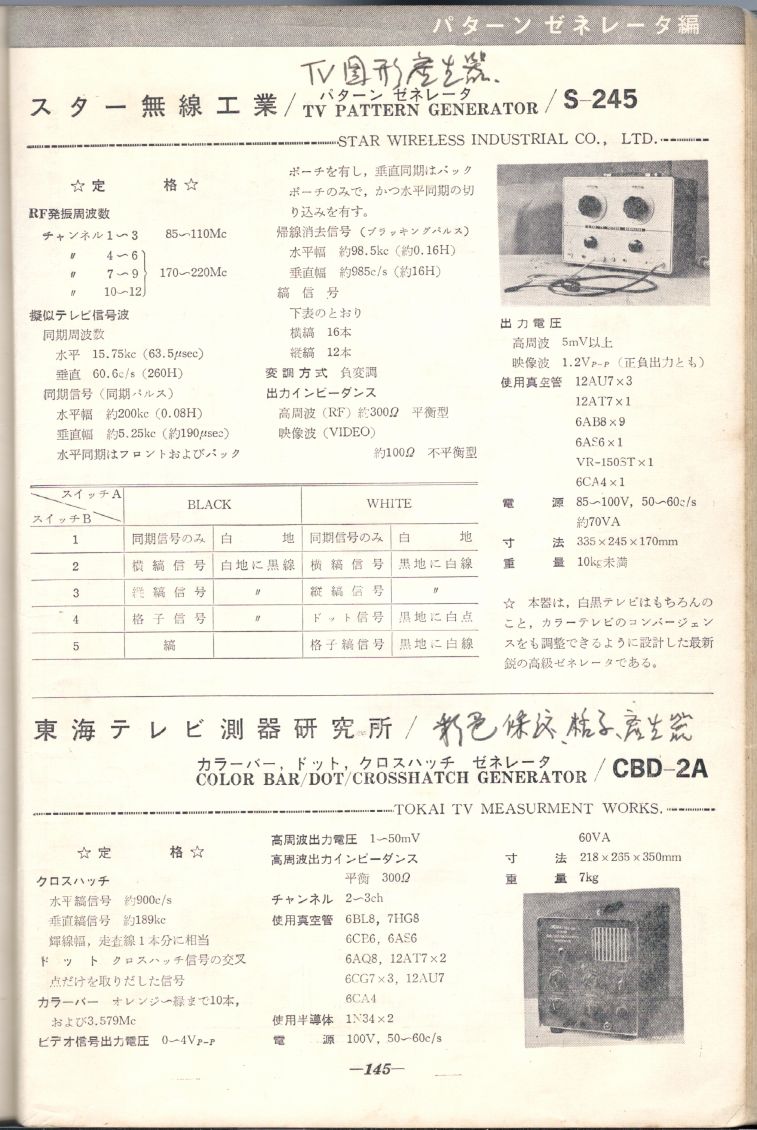 パターンゼネレータ編
TV圖形產生器
スター無線工業/パターン ゼネレータ TV PATTERN GENERATOR/S-245
STAR WIRELESS INDUSTRIAL CO., LTD.
☆定 格☆
RF発振周波数
チャンネル1〜3 85〜110Mc
〃 4〜6
〃 7〜9 170〜220Mc
〃 10〜12
擬似テレビ信号波
同期周波数
水平 15.75kc (63.5μsec)
垂直 60.6c/s (260H)
同期信号(同期パルス)
水平幅 約200kc (0.08H)
垂直幅 約5.25kc (約190μsec)
水平同期はフロントおよびバック
ポーチを有し,垂直同期はバック
ポーチのみで,かつ水平同期の切
り込みを有す。
帰線消去信号(ブラッキングパルス)
水平幅 約98.5kc (約0.16H)
垂直幅 約985c/s (約16H)
縞信号
下表のとおり
横縞 16本
縦縞 12本
変調方式 負変調
出力インピーダンス
高周波(RF)約300Ω 平衡型
映像波(VIDEO)
約100Ω 不平衡型
出力電圧
高周波 5mV以上
映像波 1.2VP-P (正負出力とも)
使用真空管 12AU7×3
12AT7×1
6AB8×9
6AS6×1
VR-150ST×1
6CA4×1
電 源 85〜100V, 50〜60c/s
約70VA
寸 法 335×245×170mm
重 量 10kg未満
☆ 本器は,白黒テレビはもちろんの
こと,カラーテレビのコンバージェン
スをも調整できるように設計した最新
鋭の高級ゼネレータである。
スイッチA
スイッチB BLACK WHITE
1 同期信号のみ 白 地 同期信号のみ 白 地
2 横縞信号 白地に黒線 横縞信号 黒地に白線
3 縦縞信号 〃 縦縞信号 〃
4 格子信号 〃 ドット信号 黒地に白点
5 縞 格子縞信号 黒地に白線
東海テレビ測器研究所/彩色條紋、格子、產生器
カラーバー,ドット,クロスハッチ ゼネレータ
COLOR BAR/DOT/CROSSHATCH GENERATOR/CBD-2A
TOKAI TV MEASURMENT WORKS.
☆定 格☆
クロスハッチ
水平縞信号 約900c/s
垂直縞信号 約189kc
輝線幅,走査線1本分に相当
ドット クロスハッチ信号の交叉
点だけを取りだした信号
カラーバー オレンジ〜緑まで10本,
および3.579Mc
ビデオ信号出力電圧 0〜4VP-P
高周波出力電圧 1〜50mV
高周波出力インピーダンス
平衡 300Ω
チャンネル 2〜3ch
使用真空管 6BL8, 7HG8
6CB6, 6AS6
6AQ8, 12AT7×2
6CG7×3, 12AU7
6CA4
使用半導体 1N34×2
電 源 100V, 50〜60c/s
60VA
寸 法 218×235×350mm
重 量 7kg
—145—